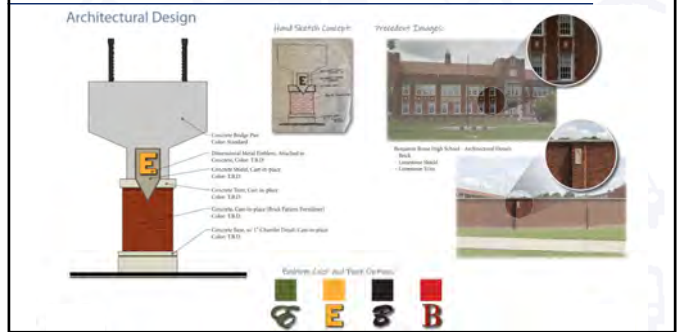 Architectural Design
Hand Sketch Concept:
Precedent Images:
E
Concrete Bridge Pier
Color: Standard
Dimensional Metal Emblem, Attached to
Concrete, Color: T.B.D
Concrete Shield, Cast-in-place
Color: T.B.D.
Concrete Trim, Cast-in-place
Color: T.B.D.
Concrete, Cast-in-place (Brick Pattern Formliner)
Color: T.B.D.
Concrete Base, w/ 1" Chamfer Detail Cast-in-place
Color: T.B.D.
High School - Architectural Details
- Brick
- Limestone Shield
- Limestone Trim
Emblem Color and Font Options:
E
B
B